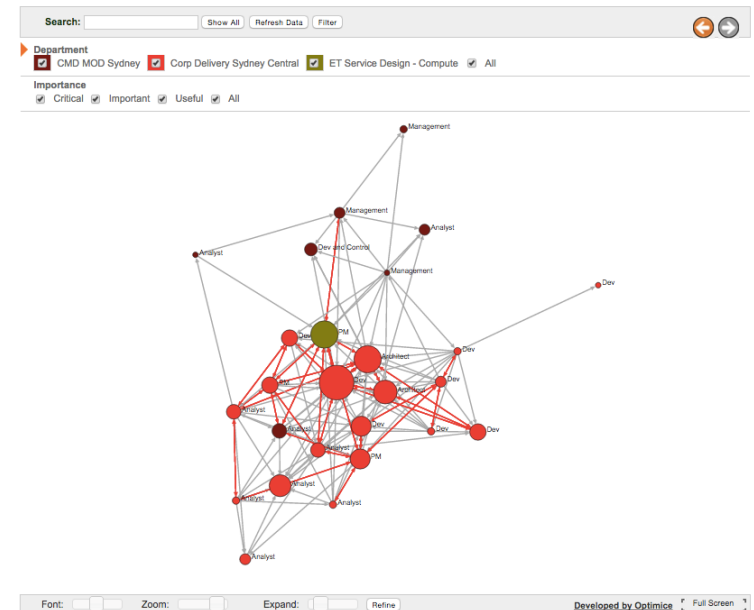 Search: Show All Refresh Data Filter
Department
CMD MOD Sydney Corp Delivery Sydney Central ET Service Design - Compute All
Importance
Critical Important Useful All
Management
Management
Analyst
Dev and Control
Analyst
Management
Dev
Dev PM
Dev
Architect
PM Dev Dev
Architect
Analyst
Analyst Dev Dev Dev
Analyst
PM
Analyst
Analyst
Analyst
Analyst
Font: Zoom: Expand: Refine Developed by Optimice Full Screen